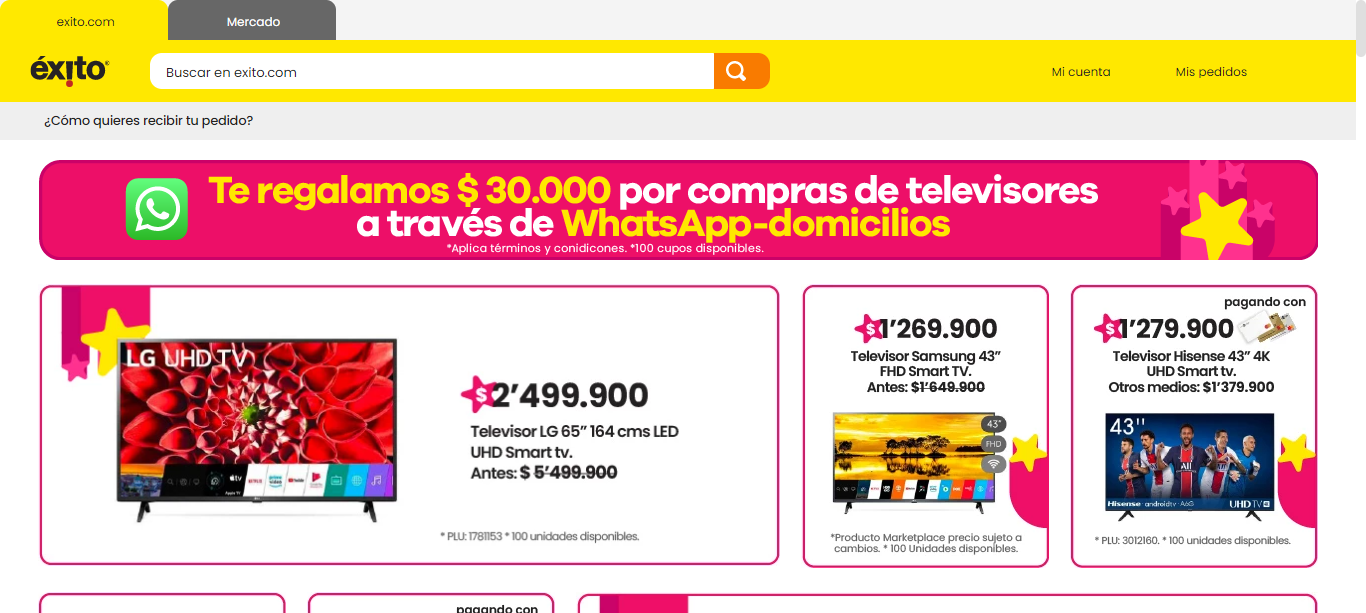 exito.com
Mercado
éxito
Buscar en exito.com
Mi cuenta
Mis pedidos
¿Cómo quieres recibir tu pedido?
Te regalamos $ 30.000 por compras de televisores
a través de WhatsApp-domicilios
*Aplica términos y conidicones. *100 cupos disponibles.
LG UHD TV
$ 2’499.900
Televisor LG 65” 164 cms LED
UHD Smart tv.
Antes: $ 5’499.900
* PLU: 1781153 * 100 unidades disponibles.
$ 1’269.900
Televisor Samsung 43”
FHD Smart TV.
Antes: $1’649.900
43"
FHD
*Producto Marketplace precio sujeto a
cambios. * 100 Unidades disponibles.
pagando con
$ 1’279.900
Televisor Hisense 43” 4K
UHD Smart tv.
Otros medios: $1’379.900
43"
Hisense androidtv A6G UHD TV
* PLU: 3012160. * 100 unidades disponibles.
pagando con